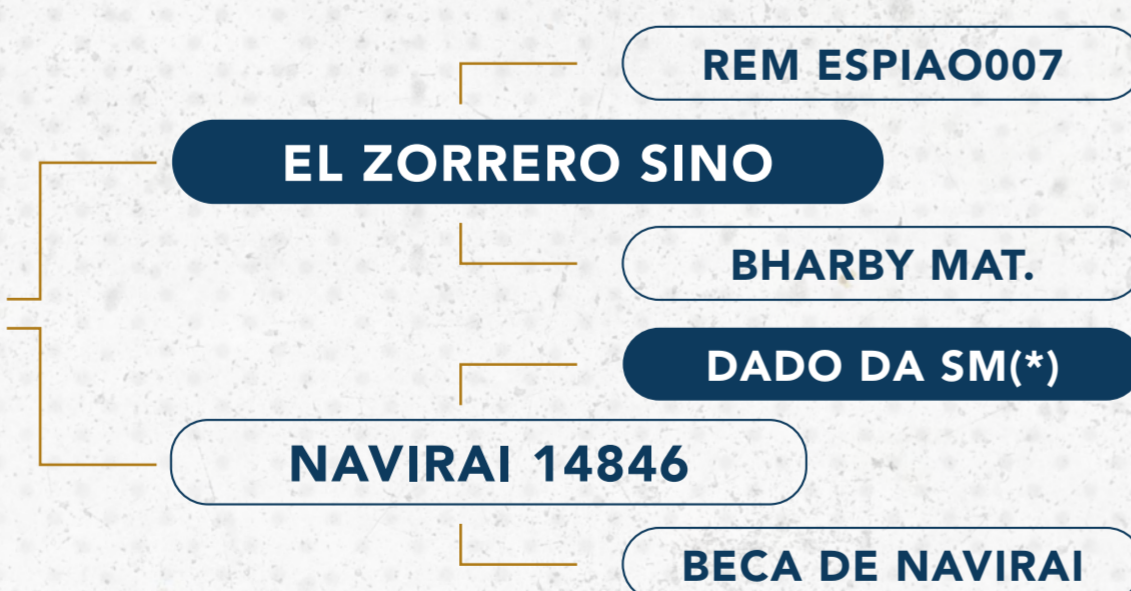 REM ESPIAO007
EL ZORRERO SINO
BHARBY MAT.
DADO DA SM(*)
NAVIRAI 14846
BECA DE NAVIRAI